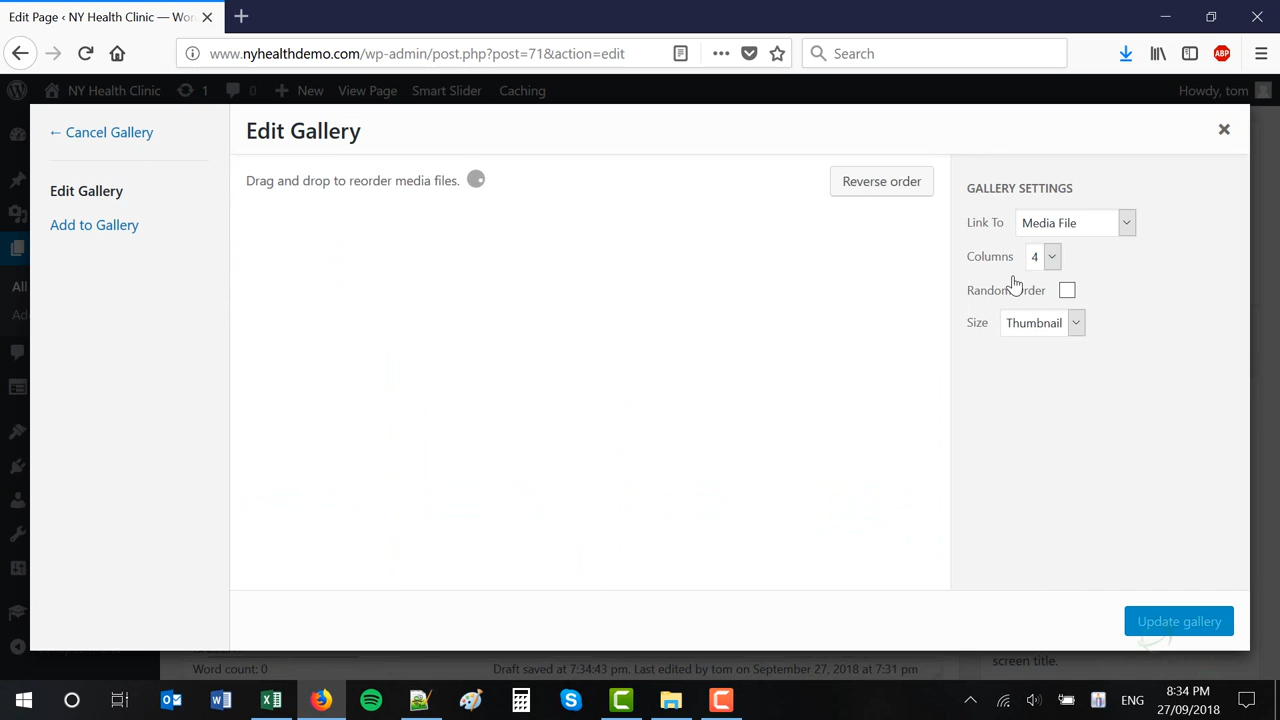 Edit Page ‹ NY Health Clinic — Wor
www.nyhealthdemo.com/wp-admin/post.php?post=71&action=edit
Search
ABP
NY Health Clinic
1
0
New
View Page
Smart Slider
Caching
Howdy, tom
← Cancel Gallery
Edit Gallery
Add to Gallery
All
Edit Gallery
Drag and drop to reorder media files.
Reverse order
GALLERY SETTINGS
Link To
Media File
Columns
4
Random Order
Size
Thumbnail
Update gallery
Word count: 0
Draft saved at 7:34:43 pm. Last edited by tom on September 27, 2018 at 7:31 pm
screen title.
ENG
8:34 PM
27/09/2018